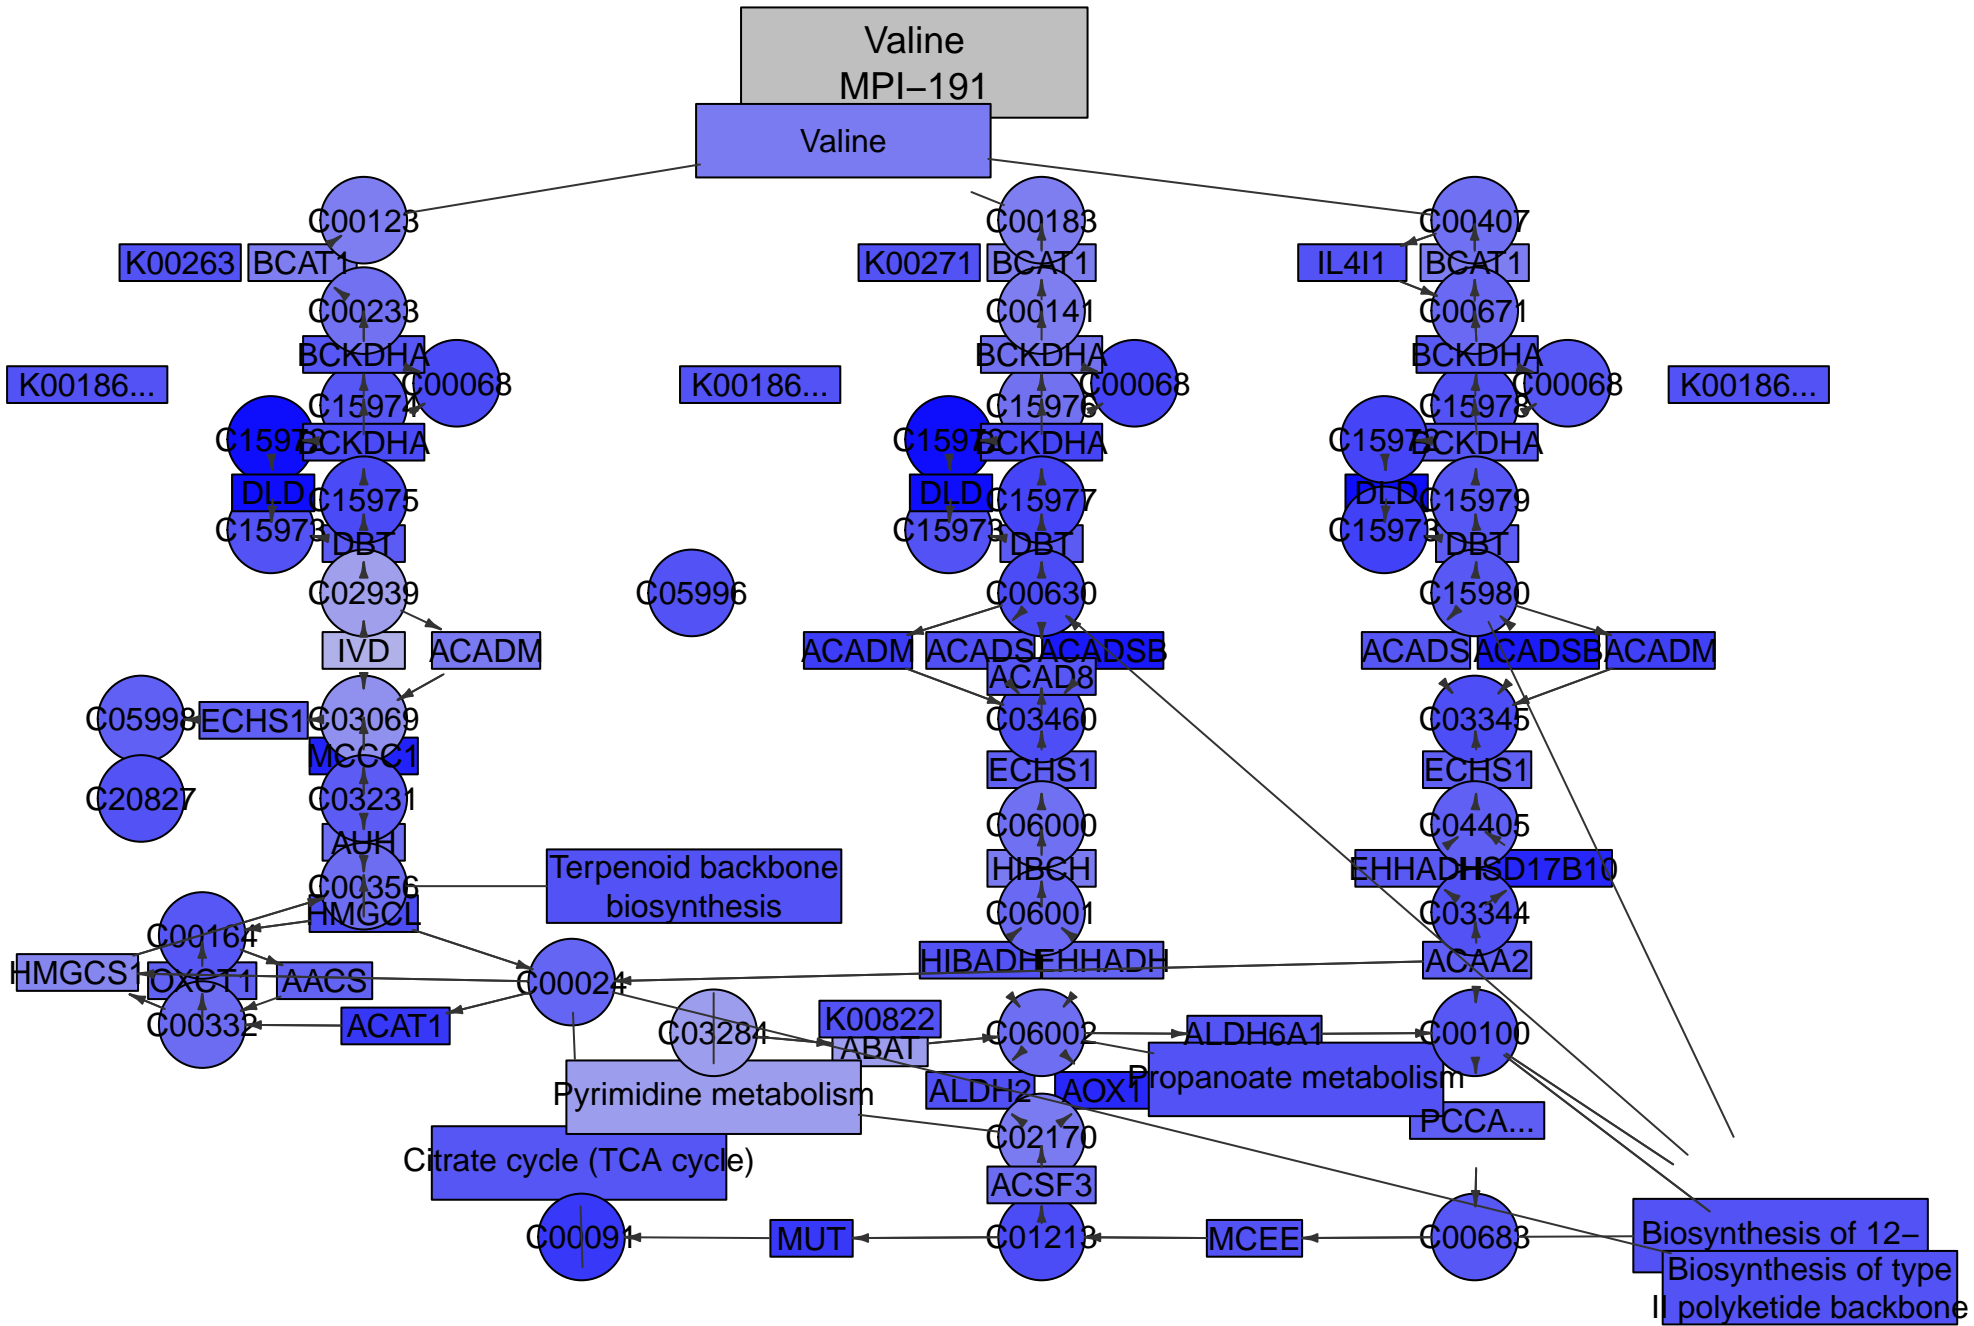 Valine
MPI–191
Valine
C00123
C00183
C00407
K00263
BCAT1
K00271
BCAT1
IL4I1
BCAT1
C00233
C00141
C00671
BCKDHA
BCKDHA
BCKDHA
K00186...
C00068
K00186...
C00068
C00068
K00186...
C15974
C15976
C15978
C15972
BCKDHA
C15972
BCKDHA
C15972
BCKDHA
DLD
C15975
DLD
C15977
DLD
C15979
C15973
DBT
C15973
DBT
C15973
DBT
C02939
C05996
C00630
C15980
IVD
ACADM
ACADM
ACADS
ACADSB
ACADS
ACADSB
ACADM
ACAD8
C05998
ECHS1
C03069
C03460
C03345
MCCC1
ECHS1
ECHS1
C20827
C03231
C06000
C04405
AUH
Terpenoid backbone
biosynthesis
HIBCH
EHHADH
HSD17B10
C00356
HMGCL
C06001
C03344
C00164
HMGCS1
OXCT1
AACS
C00024
HIBADH
EHHADH
ACAA2
C00332
ACAT1
C03284
K00822
ABAT
C06002
ALDH6A1
C00100
Pyrimidine metabolism
ALDH2
AOX1
Propanoate metabolism
PCCA...
C02170
Citrate cycle (TCA cycle)
ACSF3
C00091
MUT
C01213
MCEE
C00683
Biosynthesis of 12–
Biosynthesis of type
II polyketide backbone